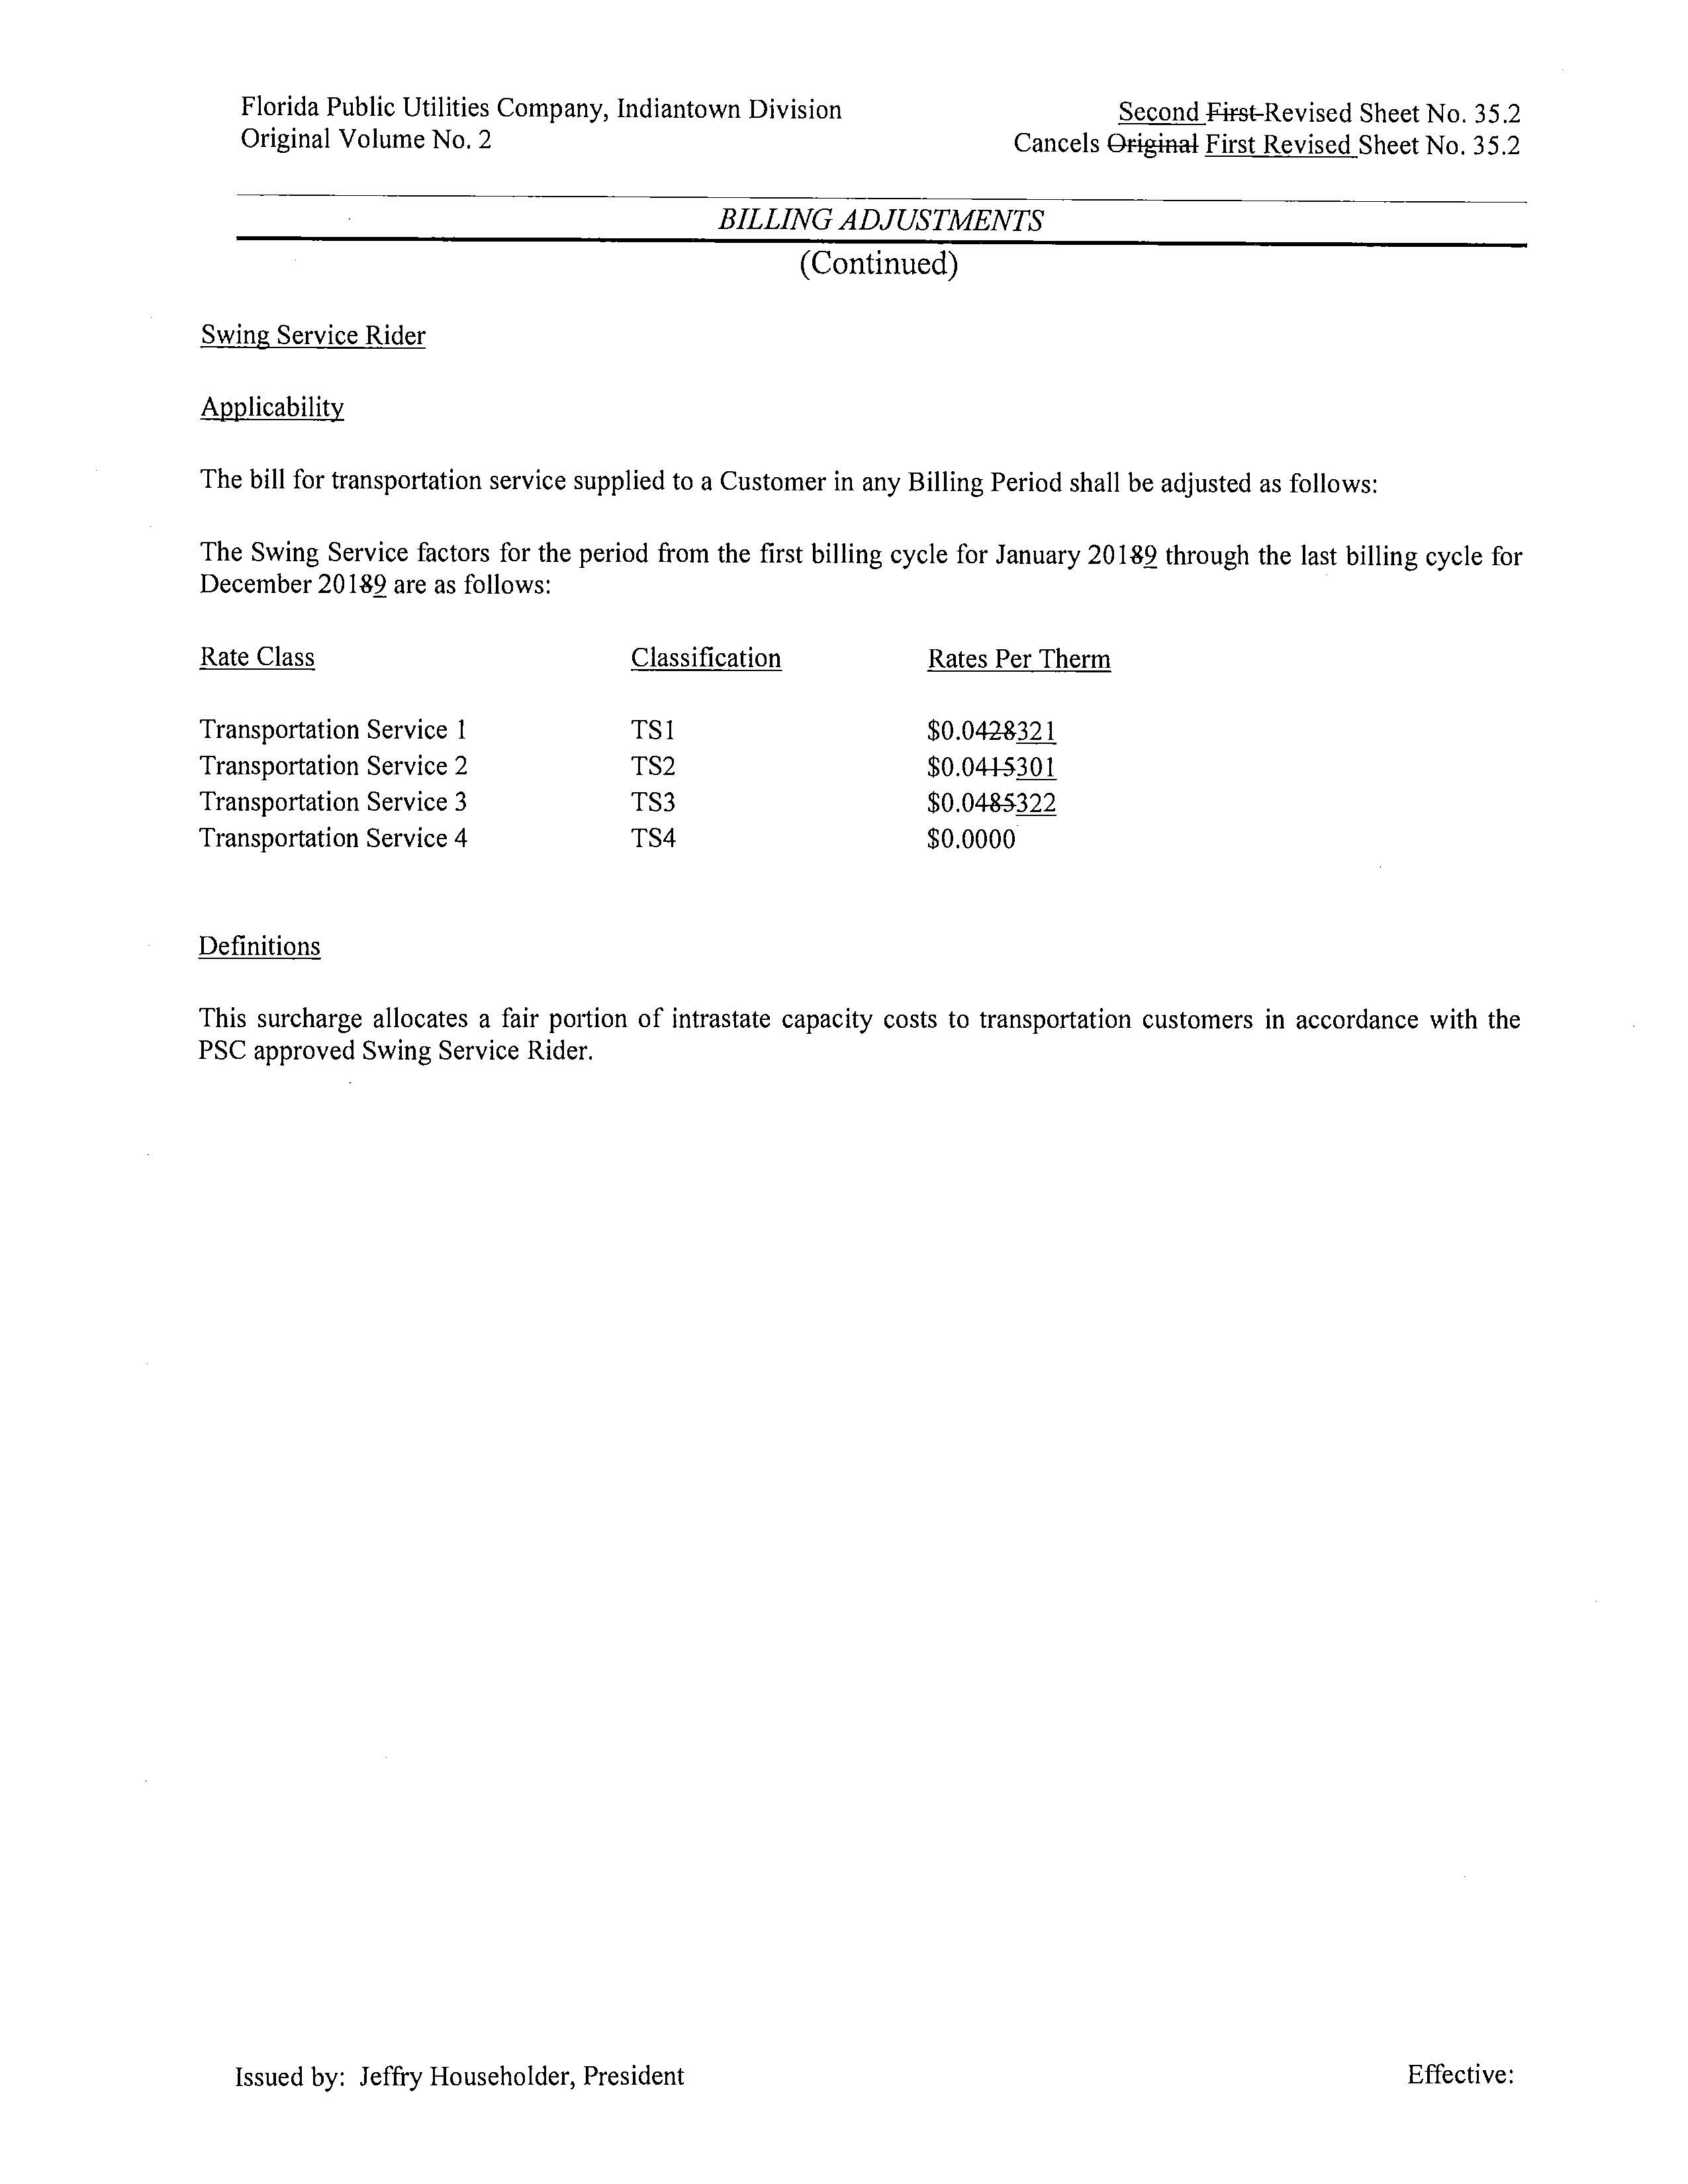 Florida Public Utilities Company, Indiantown Division
Original Volume No. 2
Second First Revised Sheet No. 35.2
Cancels Original First Revised Sheet No. 35.2
BILLING ADJUSTMENTS
(Continued)
Swing Service Rider
Applicability
The bill for transportation service supplied to a Customer in any Billing Period shall be adjusted as follows:
The Swing Service factors for the period from the first billing cycle for January 20189 through the last billing cycle for
December 20189 are as follows:
Rate Class Classification Rates Per Therm
Transportation Service 1 TS1 $0.0428321
Transportation Service 2 TS2 $0.0415301
Transportation Service 3 TS3 $0.0485322
Transportation Service 4 TS4 $0.0000
Definitions
This surcharge allocates a fair portion of intrastate capacity costs to transportation customers in accordance with the
PSC approved Swing Service Rider.
Issued by: Jeffry Householder, President
Effective: